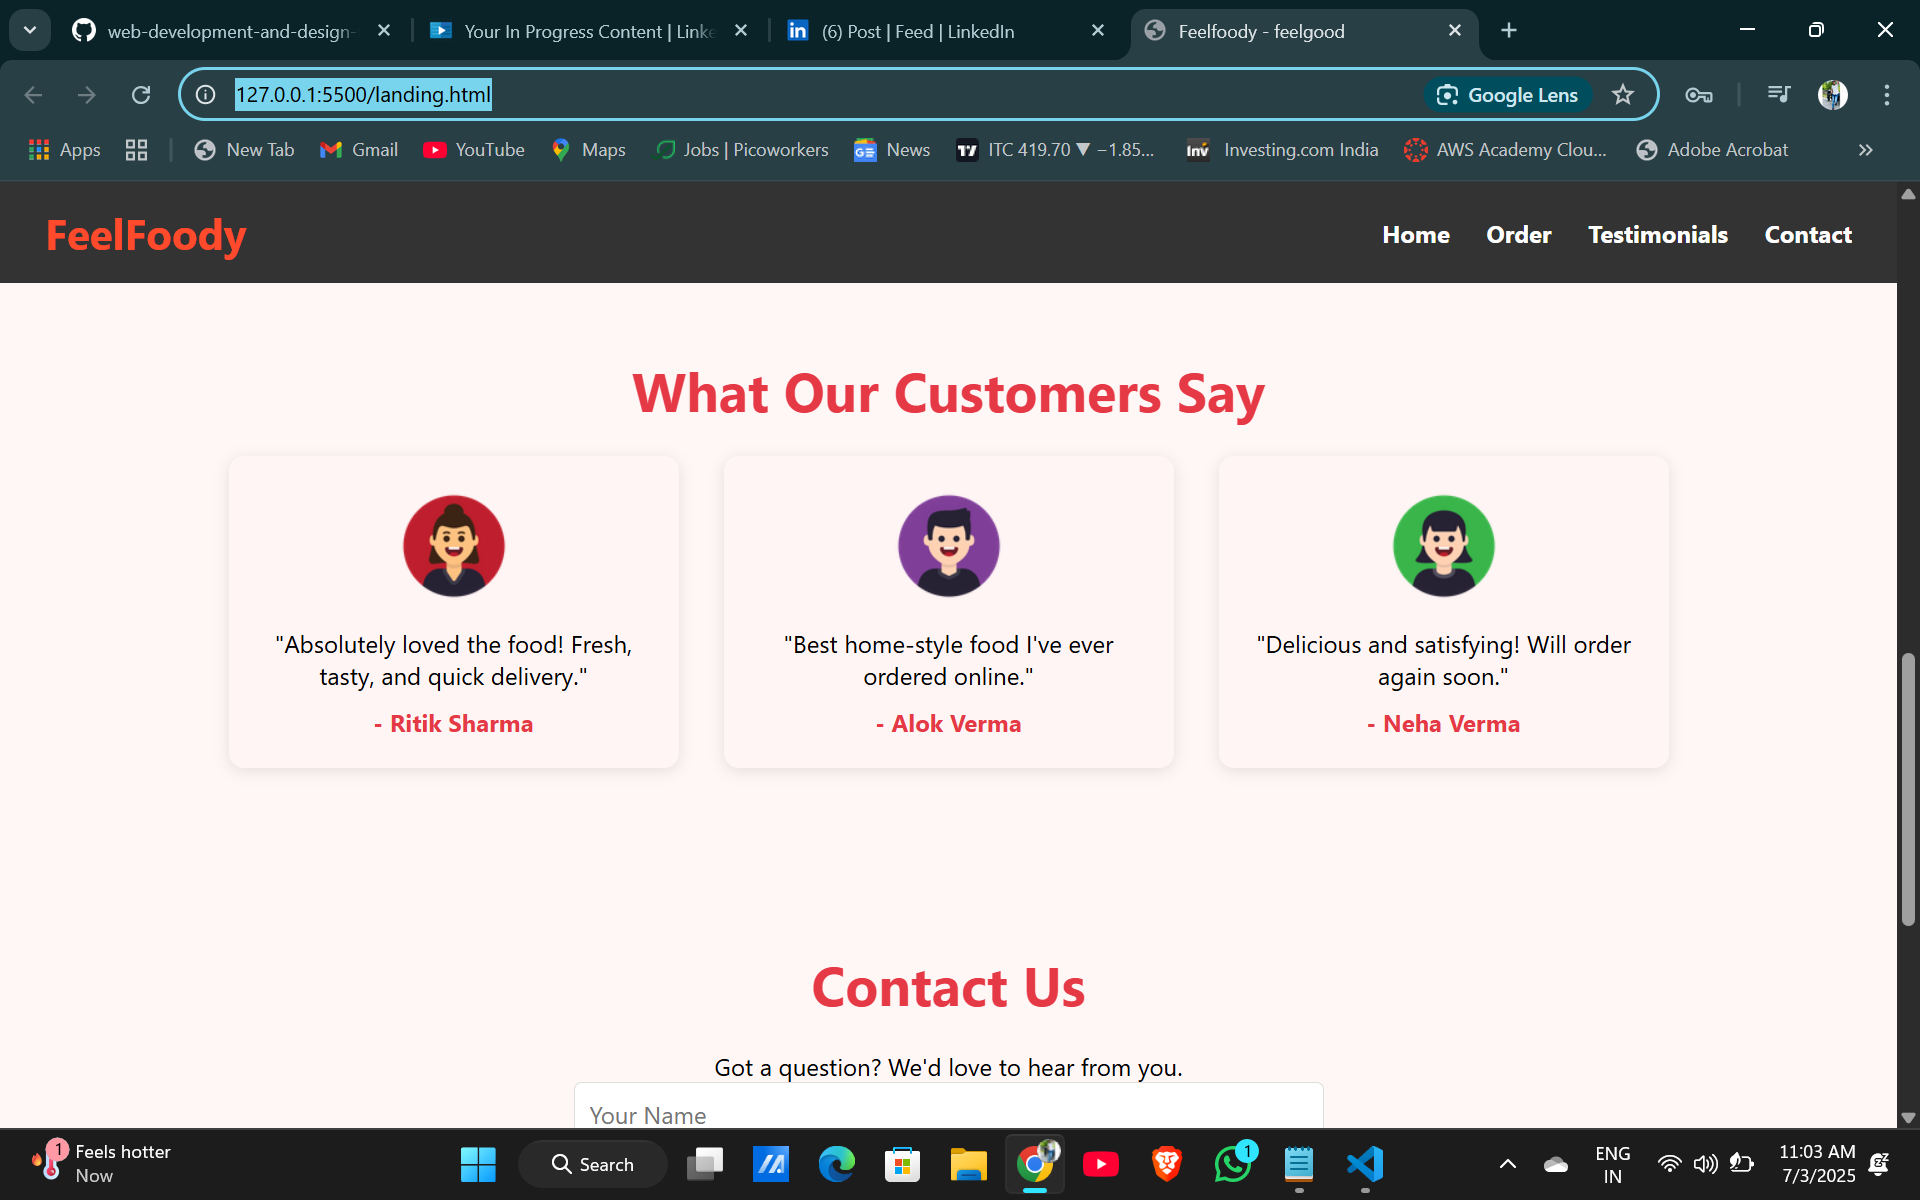 web-development-and-design-
Your In Progress Content | Linke
(6) Post | Feed | LinkedIn
Feelfoody - feelgood
127.0.0.1:5500/landing.html
Google Lens
Apps
New Tab
Gmail
YouTube
Maps
Jobs | Picoworkers
News
ITC 419.70 ▼ −1.85...
Investing.com India
AWS Academy Clou...
Adobe Acrobat
FeelFoody
Home
Order
Testimonials
Contact
What Our Customers Say
"Absolutely loved the food! Fresh,
tasty, and quick delivery."
- Ritik Sharma
"Best home-style food I've ever
ordered online."
- Alok Verma
"Delicious and satisfying! Will order
again soon."
- Neha Verma
Contact Us
Got a question? We'd love to hear from you.
Your Name
1
Feels hotter
Now
Search
1
ENG
IN
11:03 AM
7/3/2025